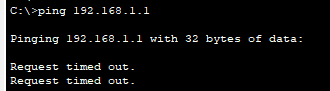 C:\>ping 192.168.1.1
Pinging 192.168.1.1 with 32 bytes of data:
Request timed out.
Request timed out.